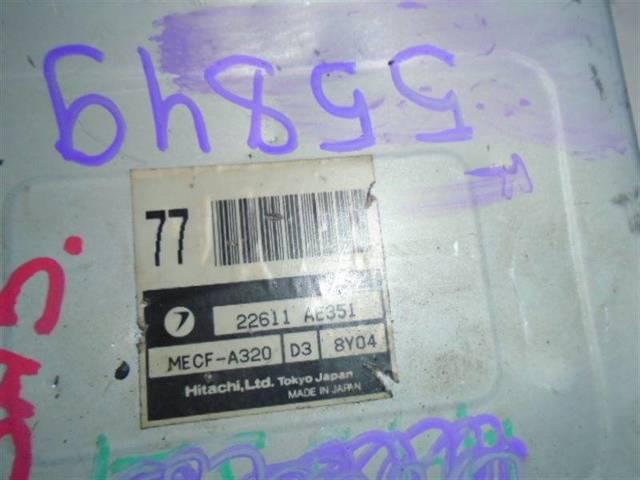 55849
77
22611 AE351
MECF-A320 D3 8Y04
Hitachi,Ltd. Tokyo Japan
MADE IN JAPAN